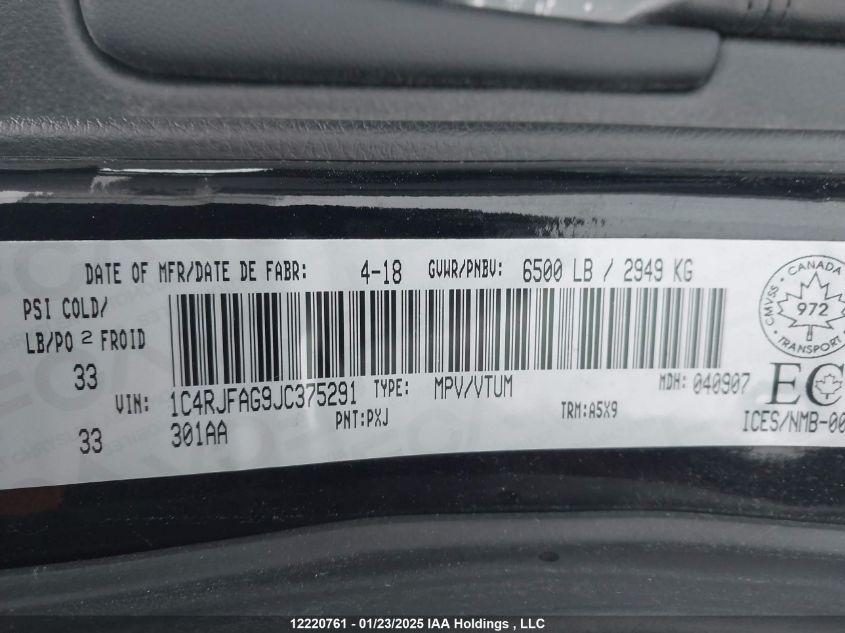 DATE OF MFR/DATE DE FABR: 4-18 GVWR/PNBV: 6500 LB / 2949 KG
PSI COLD/
LB/PO 2 FROID
33
VIN: 1C4RJFAG9JC375291 TYPE: MPV/VTUM MDH: 040907
33 301AA PNT:PXJ TRM:A5X9
CANADA
CMVSS
972
TRANSPORT
EC
ICES/NMB-00
12220761 - 01/23/2025 IAA Holdings , LLC